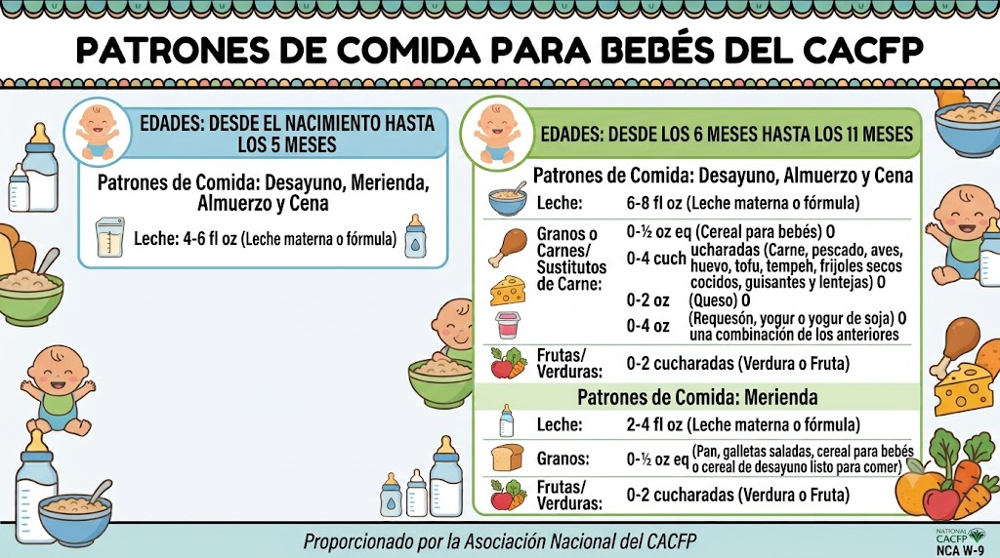 PATRONES DE COMIDA PARA BEBÉS DEL CACFP
EDADES: DESDE EL NACIMIENTO HASTA
LOS 5 MESES
Patrones de Comida: Desayuno, Merienda,
Almuerzo y Cena
Leche: 4-6 fl oz (Leche materna o fórmula)
EDADES: DESDE LOS 6 MESES HASTA LOS 11 MESES
Patrones de Comida: Desayuno, Almuerzo y Cena
Leche: 6-8 fl oz (Leche materna o fórmula)
Granos o
Carnes/
Sustitutos
de Carne:
0-½ oz eq (Cereal para bebés) O
0-4 cuch ucharadas (Carne, pescado, aves,
huevo, tofu, tempeh, frijoles secos
cocidos, guisantes y lentejas) O
0-2 oz (Queso) O
0-4 oz (Requesón, yogur o yogur de soja) O
una combinación de los anteriores
Frutas/
Verduras:
0-2 cucharadas (Verdura o Fruta)
Patrones de Comida: Merienda
Leche: 2-4 fl oz (Leche materna o fórmula)
Granos: 0-½ oz eq (Pan, galletas saladas, cereal para bebés
o cereal de desayuno listo para comer)
Frutas/
Verduras:
0-2 cucharadas (Verdura o Fruta)
Proporcionado por la Asociación Nacional del CACFP
NATIONAL
CACFP
NCA W-9